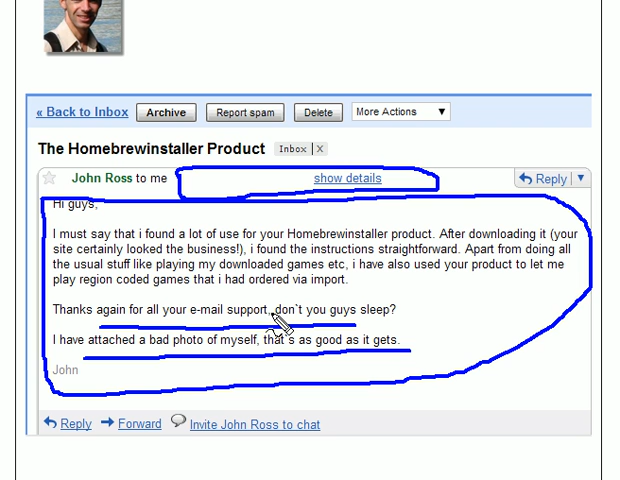 « Back to Inbox Archive Report spam Delete More Actions ▼
The Homebrewinstaller Product Inbox | X
John Ross to me show details Reply ▼
Hi guys,
I must say that i found a lot of use for your Homebrewinstaller product. After downloading it (your
site certainly looked the business!), i found the instructions straightforward. Apart from doing all
the usual stuff like playing my downloaded games etc, i have also used your product to let me
play region coded games that i had ordered via import.
Thanks again for all your e-mail support, don`t you guys sleep?
I have attached a bad photo of myself, that`s as good as it gets.
John
Reply Forward Invite John Ross to chat